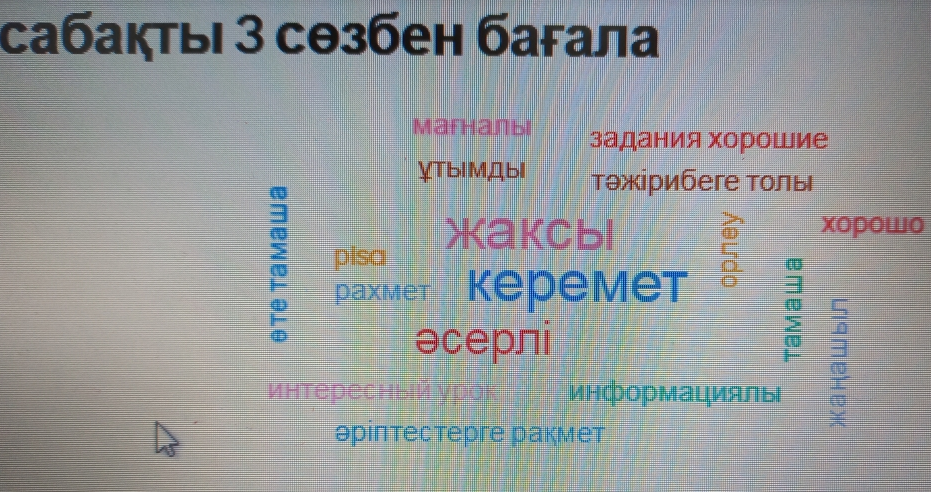 сабақты 3 сөзбен бағала
мағналы
задания хорошие
ұтымды
тәжірибеге толы
өте тамаша
жаксы
өрлеу
хорошо
pisa
рахмет
керемет
тамаша
жаңашыл
әсерлі
интересный урок
информациялы
әріптестерге рақмет